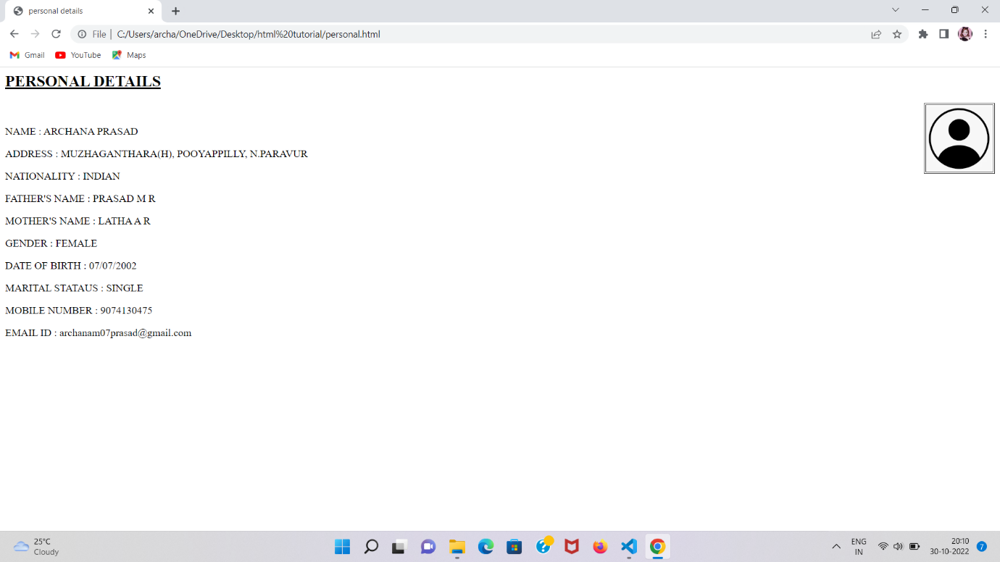 personal details
File | C:/Users/archa/OneDrive/Desktop/html%20tutorial/personal.html
Gmail YouTube Maps
PERSONAL DETAILS
NAME : ARCHANA PRASAD
ADDRESS : MUZHAGANTHARA(H), POOYAPPILLY, N.PARAVUR
NATIONALITY : INDIAN
FATHER'S NAME : PRASAD M R
MOTHER'S NAME : LATHA A R
GENDER : FEMALE
DATE OF BIRTH : 07/07/2002
MARITAL STATAUS : SINGLE
MOBILE NUMBER : 9074130475
EMAIL ID : archanam07prasad@gmail.com
25°C
Cloudy
ENG
IN
20:10
30-10-2022
7